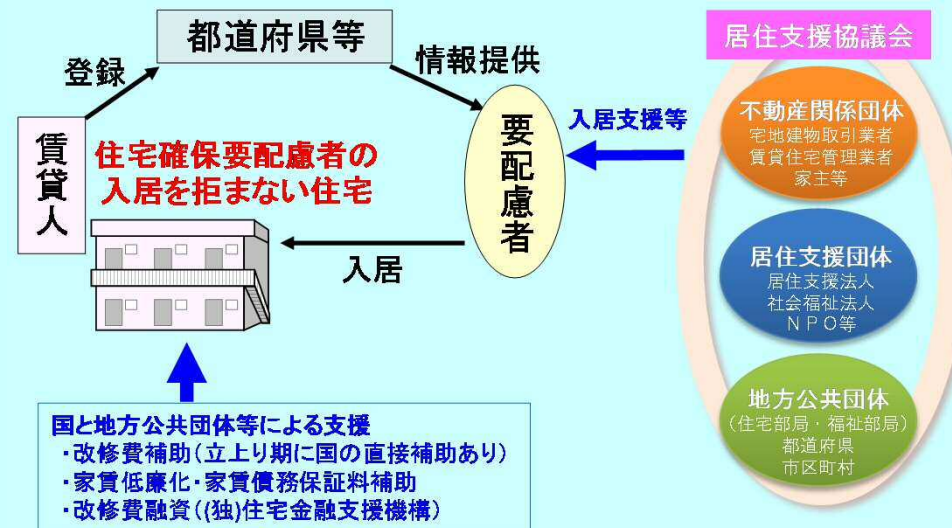 都道府県等
居住支援協議会
登録
情報提供
賃貸人
住宅確保要配慮者の
入居を拒まない住宅
要配慮者
入居支援等
入居
不動産関係団体
宅地建物取引業者
賃貸住宅管理業者
家主等
居住支援団体
居住支援法人
社会福祉法人
ＮＰＯ等
地方公共団体
（住宅部局・福祉部局）
都道府県
市区町村
国と地方公共団体等による支援
・改修費補助（立上り期に国の直接補助あり）
・家賃低廉化・家賃債務保証料補助
・改修費融資（(独)住宅金融支援機構）